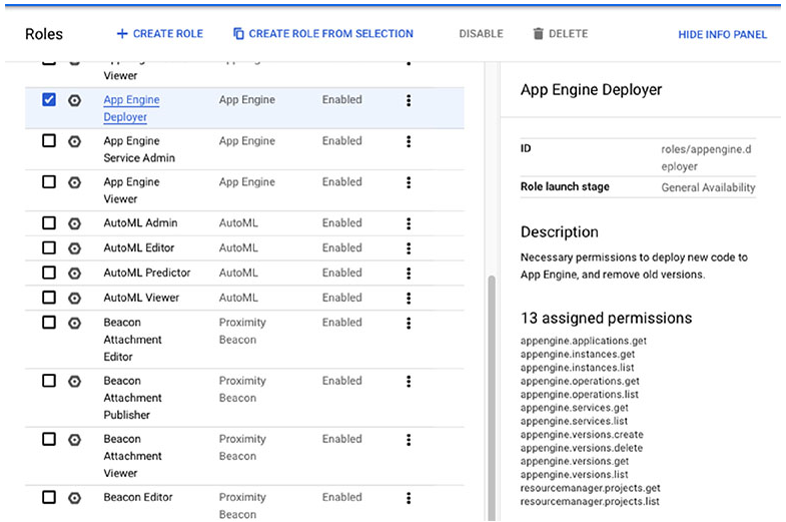 Roles
CREATE ROLE
CREATE ROLE FROM SELECTION
DISABLE
DELETE
HIDE INFO PANEL
Viewer
App Engine
Deployer
App Engine
Enabled
App Engine
Service Admin
App Engine
Enabled
App Engine
Viewer
App Engine
Enabled
AutoML Admin
AutoML
Enabled
AutoML Editor
AutoML
Enabled
AutoML Predictor
AutoML
Enabled
AutoML Viewer
AutoML
Enabled
Beacon
Attachment
Editor
Proximity
Beacon
Enabled
Beacon
Attachment
Publisher
Proximity
Beacon
Enabled
Beacon
Attachment
Viewer
Proximity
Beacon
Enabled
Beacon Editor
Proximity
Beacon
Enabled
App Engine Deployer
ID
roles/appengine.d
eployer
Role launch stage
General Availability
Description
Necessary permissions to deploy new code to
App Engine, and remove old versions.
13 assigned permissions
appengine.applications.get
appengine.instances.get
appengine.instances.list
appengine.operations.get
appengine.operations.list
appengine.services.get
appengine.services.list
appengine.versions.create
appengine.versions.delete
appengine.versions.get
appengine.versions.list
resourcemanager.projects.get
resourcemanager.projects.list